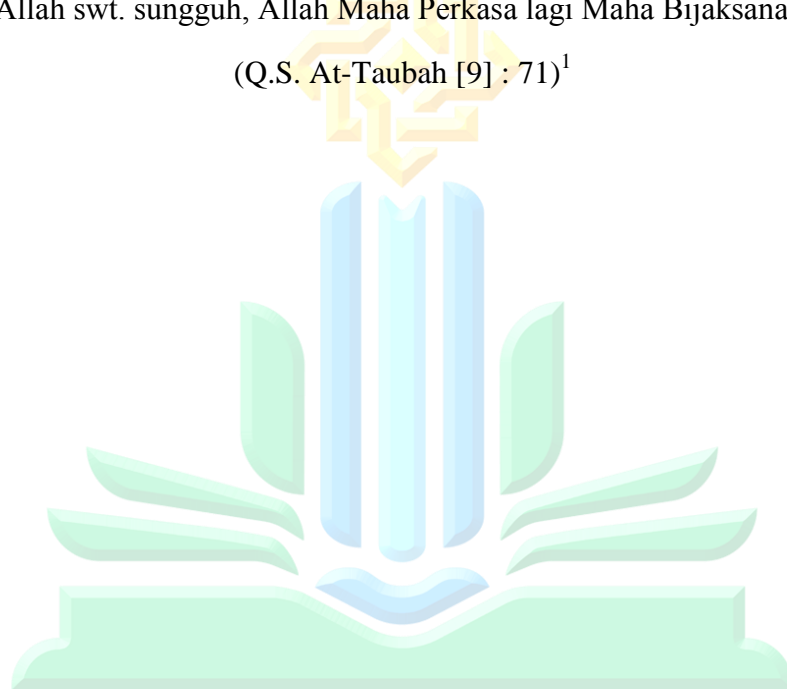 Allah swt. sungguh, Allah Maha Perkasa lagi Maha Bijaksana
(Q.S. At-Taubah [9] : 71)¹